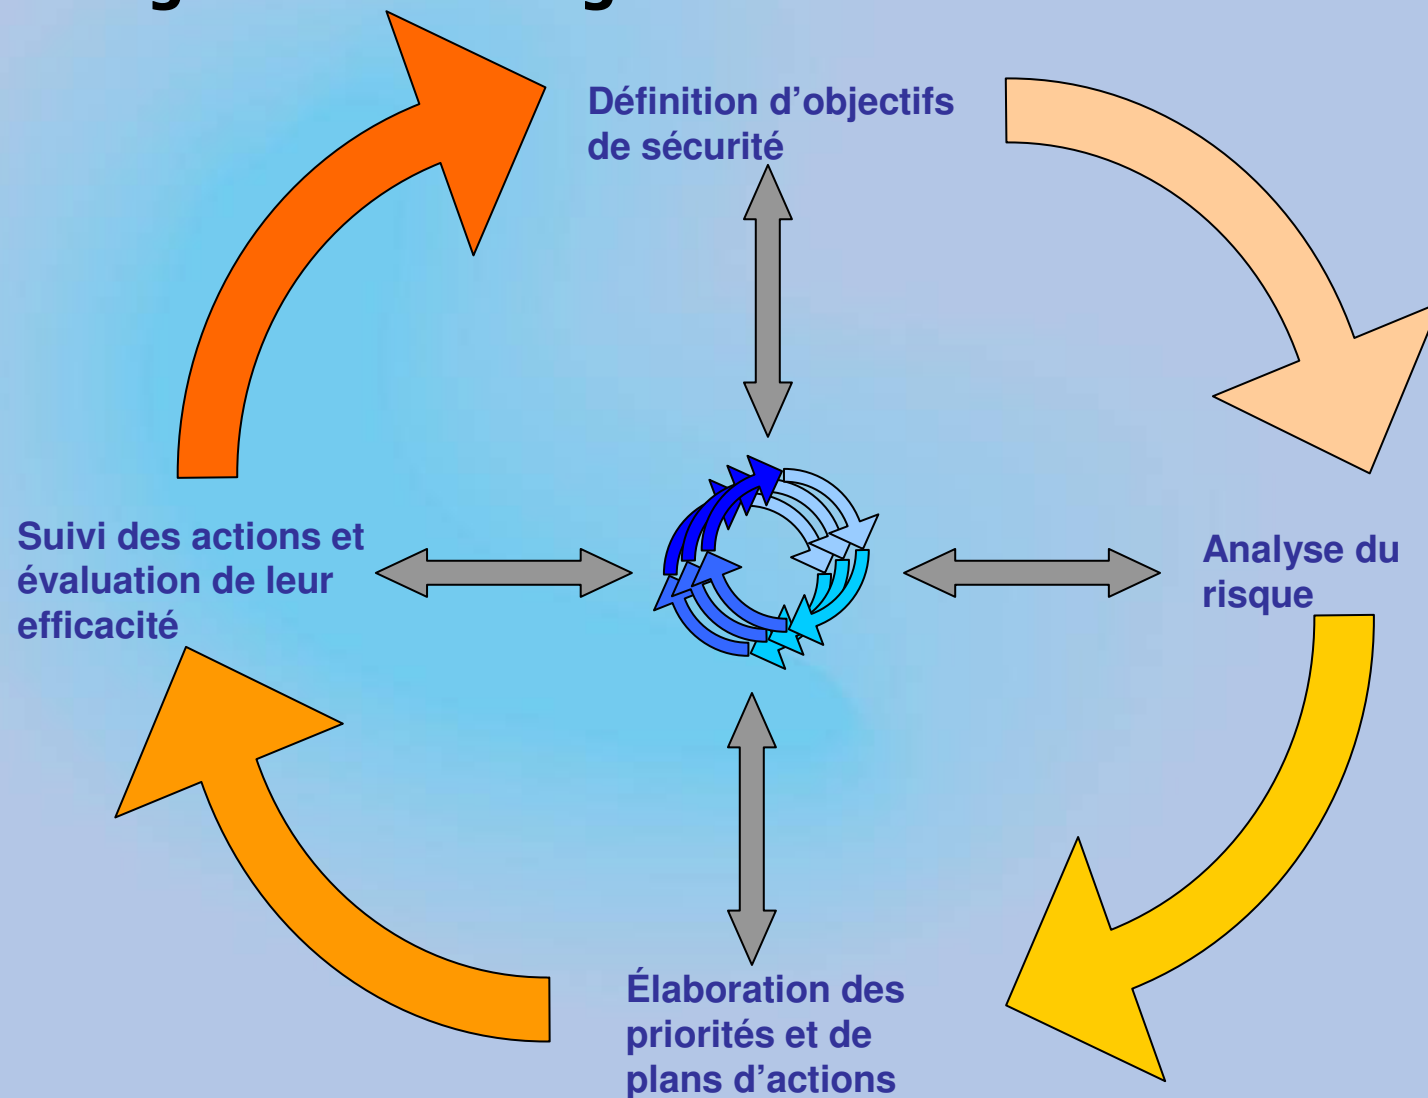 Définition d’objectifs
de sécurité
Suivi des actions et
évaluation de leur
efficacité
Analyse du
risque
Élaboration des
priorités et de
plans d’actions